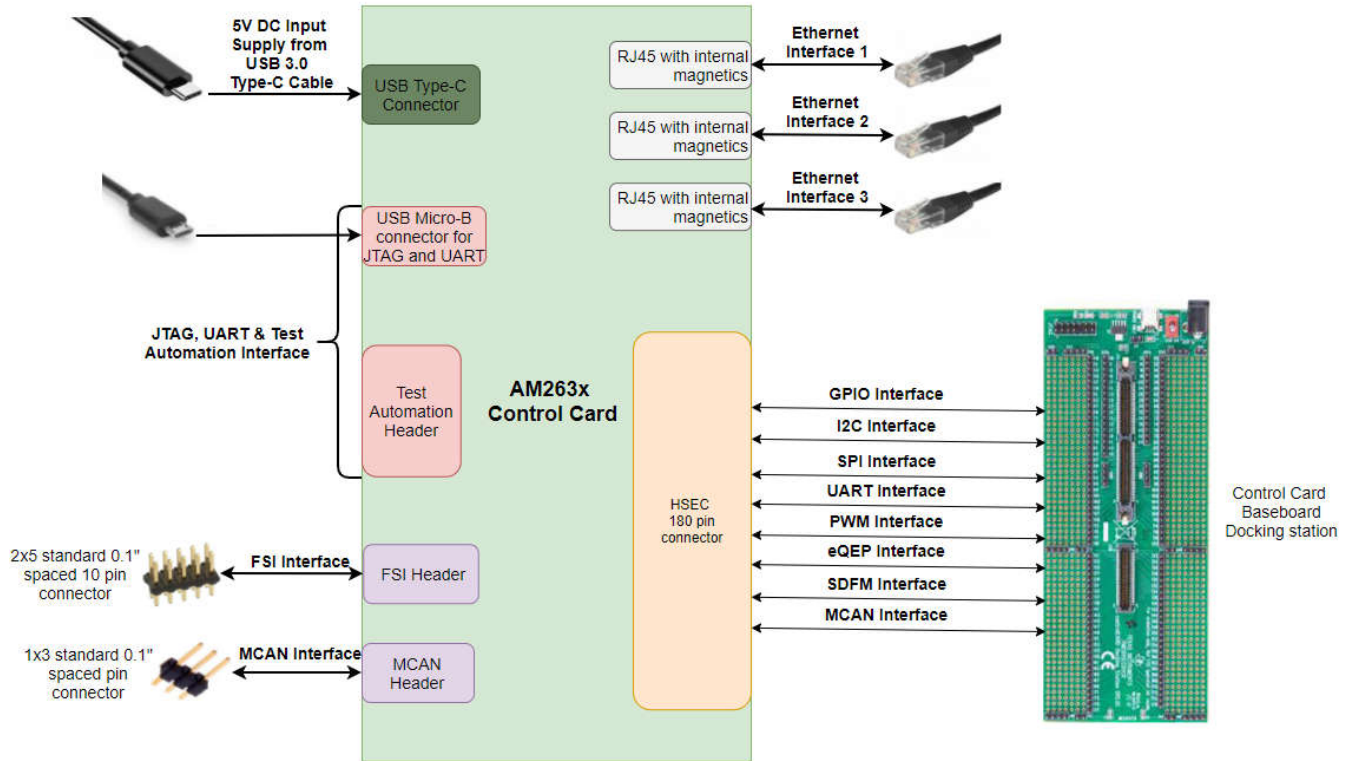 5V DC Input
Supply from
USB 3.0
Type-C Cable
USB Type-C
Connector
RJ45 with internal
magnetics
Ethernet
Interface 1
RJ45 with internal
magnetics
Ethernet
Interface 2
RJ45 with internal
magnetics
Ethernet
Interface 3
USB Micro-B
connector for
JTAG and UART
JTAG, UART & Test
Automation Interface
Test
Automation
Header
AM263x
Control Card
HSEC
180 pin
connector
GPIO Interface
I2C Interface
SPI Interface
UART Interface
PWM Interface
eQEP Interface
SDFM Interface
MCAN Interface
Control Card
Baseboard
Docking station
2x5 standard 0.1"
spaced 10 pin
connector
FSI Interface
FSI Header
1x3 standard 0.1"
spaced pin
connector
MCAN Interface
MCAN
Header